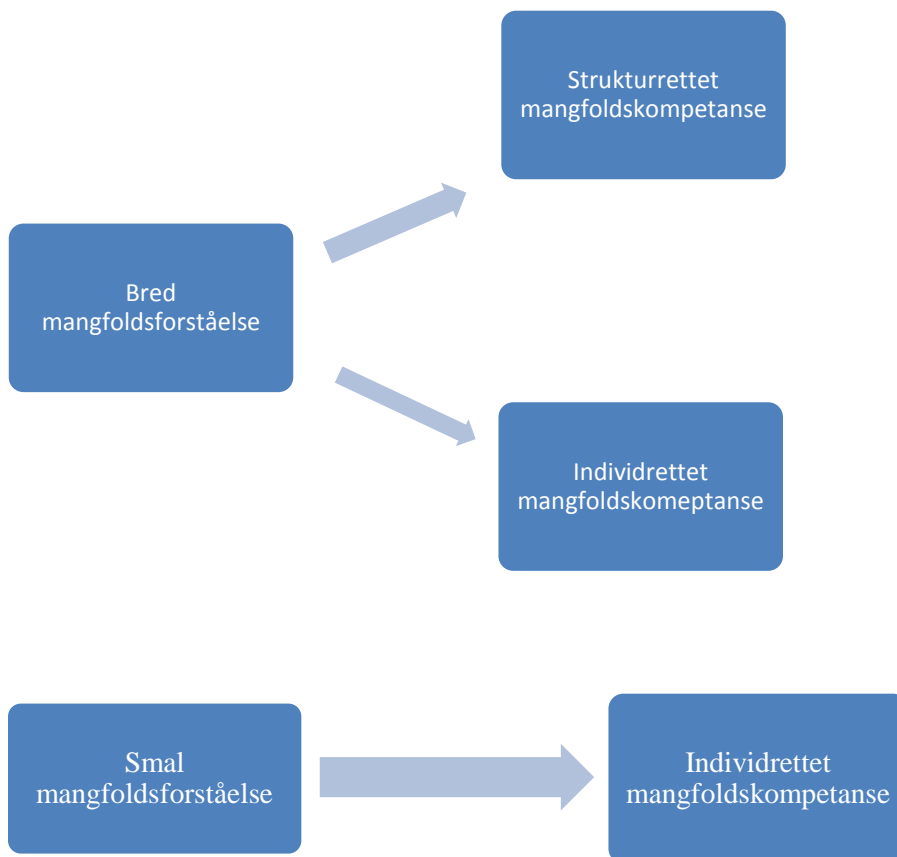 Strukturrettet
mangfoldskompetanse
Bred
mangfoldsforståelse
Individrettet
mangfoldskomeptanse
Smal
mangfoldsforståelse
Individrettet
mangfoldskompetanse